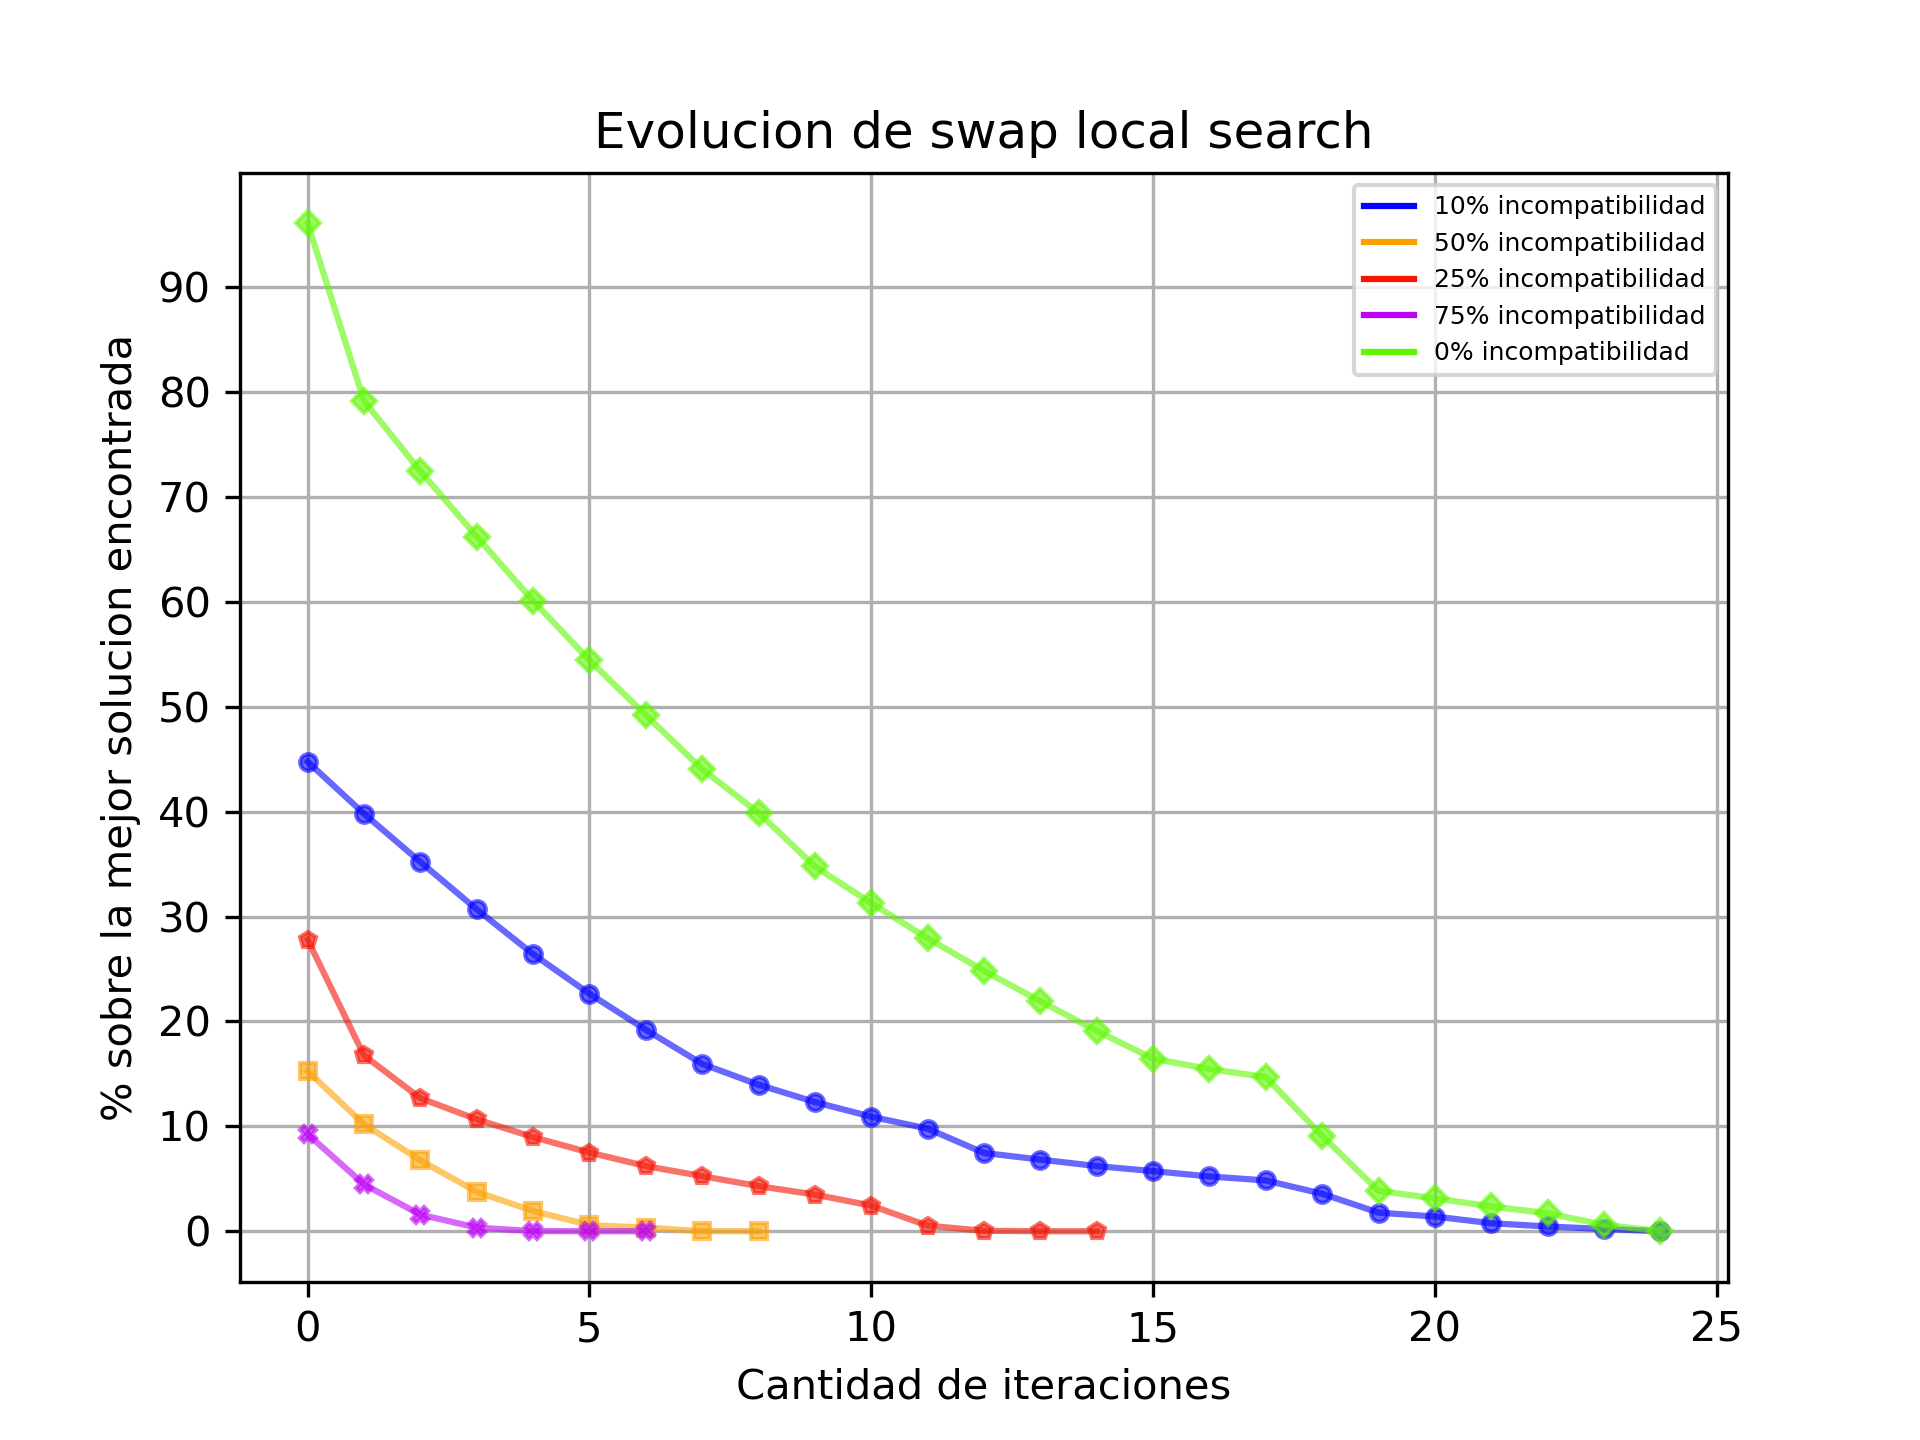 Evolucion de swap local search
10% incompatibilidad
50% incompatibilidad
25% incompatibilidad
75% incompatibilidad
0% incompatibilidad
% sobre la mejor solucion encontrada
90
80
70
60
50
40
30
20
10
0
0 5 10 15 20 25
Cantidad de iteraciones